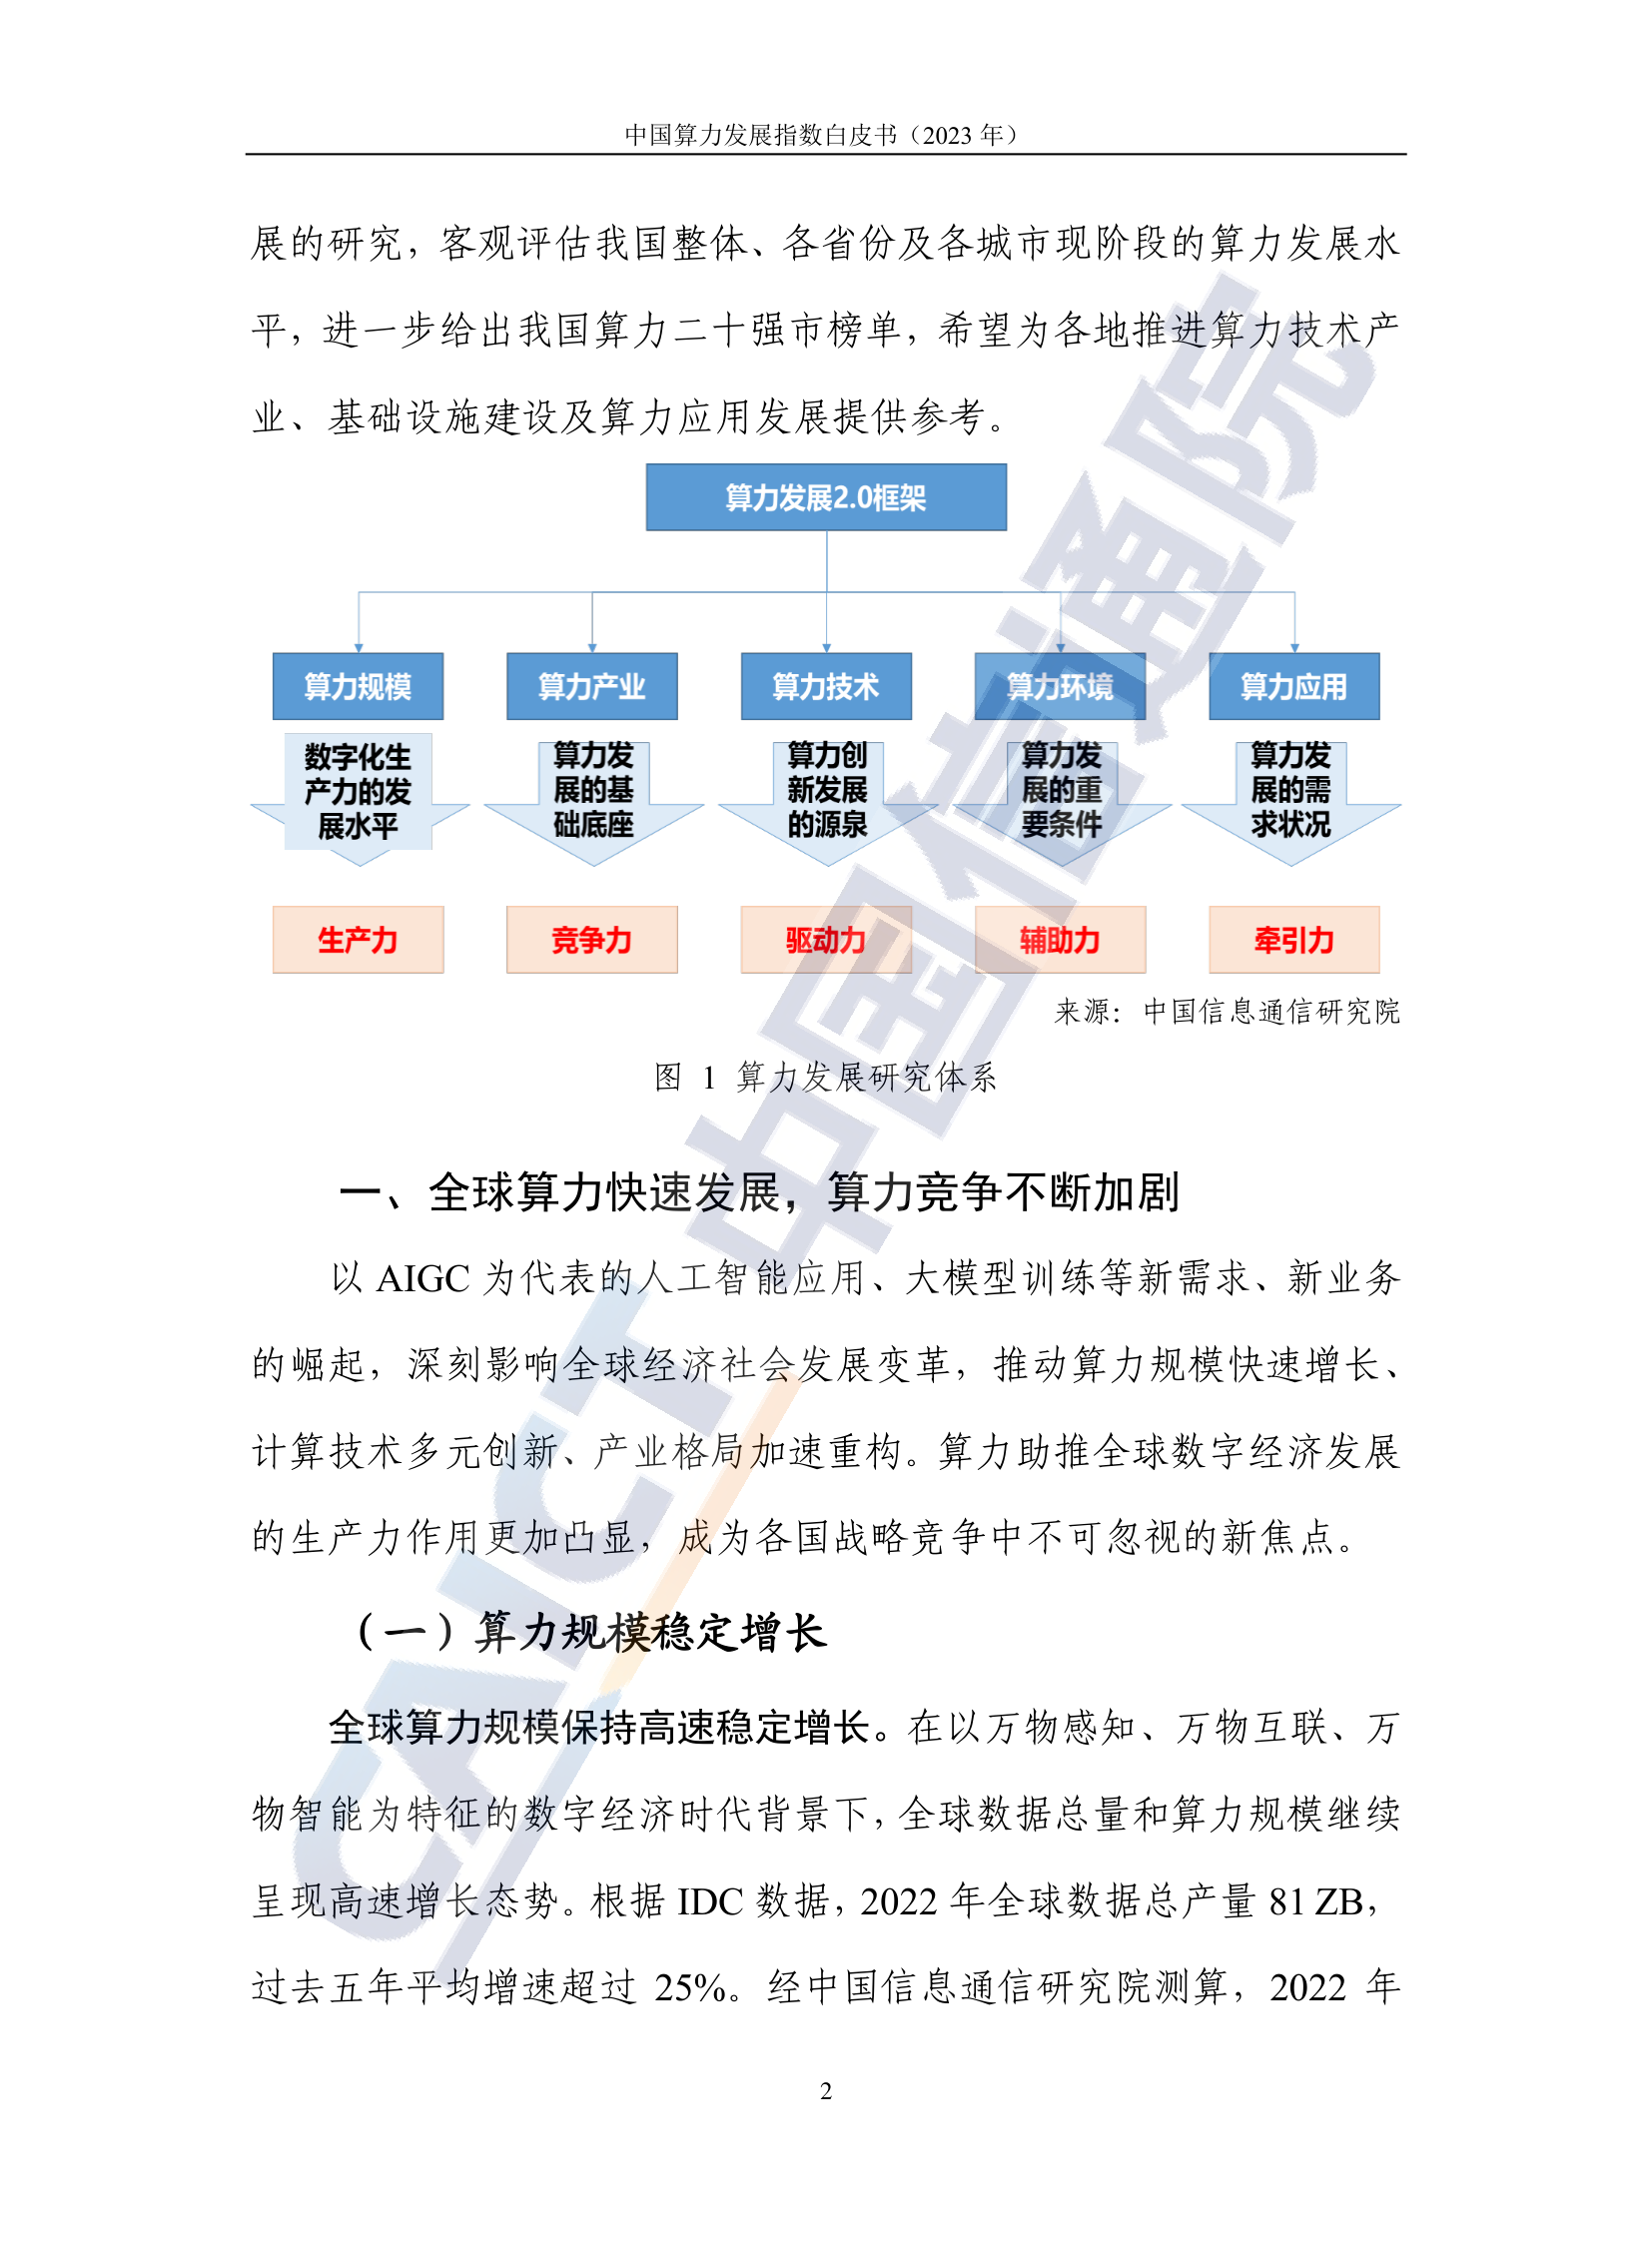 中国算力发展指数白皮书（2023 年）
展的研究，客观评估我国整体、各省份及各城市现阶段的算力发展水
平，进一步给出我国算力二十强市榜单，希望为各地推进算力技术产
业、基础设施建设及算力应用发展提供参考。
算力发展2.0框架
算力规模
算力产业
算力技术
算力环境
算力应用
数字化生
产力的发
展水平
算力发
展的基
础底座
算力创
新发展
的源泉
算力发
展的重
要条件
算力发
展的需
求状况
生产力
竞争力
驱动力
辅助力
牵引力
来源：中国信息通信研究院
图 1 算力发展研究体系
一、全球算力快速发展，算力竞争不断加剧
以 AIGC 为代表的人工智能应用、大模型训练等新需求、新业务
的崛起，深刻影响全球经济社会发展变革，推动算力规模快速增长、
计算技术多元创新、产业格局加速重构。算力助推全球数字经济发展
的生产力作用更加凸显，成为各国战略竞争中不可忽视的新焦点。
（一）算力规模稳定增长
全球算力规模保持高速稳定增长。在以万物感知、万物互联、万
物智能为特征的数字经济时代背景下，全球数据总量和算力规模继续
呈现高速增长态势。根据 IDC 数据，2022 年全球数据总产量 81 ZB，
过去五年平均增速超过 25%。经中国信息通信研究院测算，2022 年
2
CAICT 中国信通院